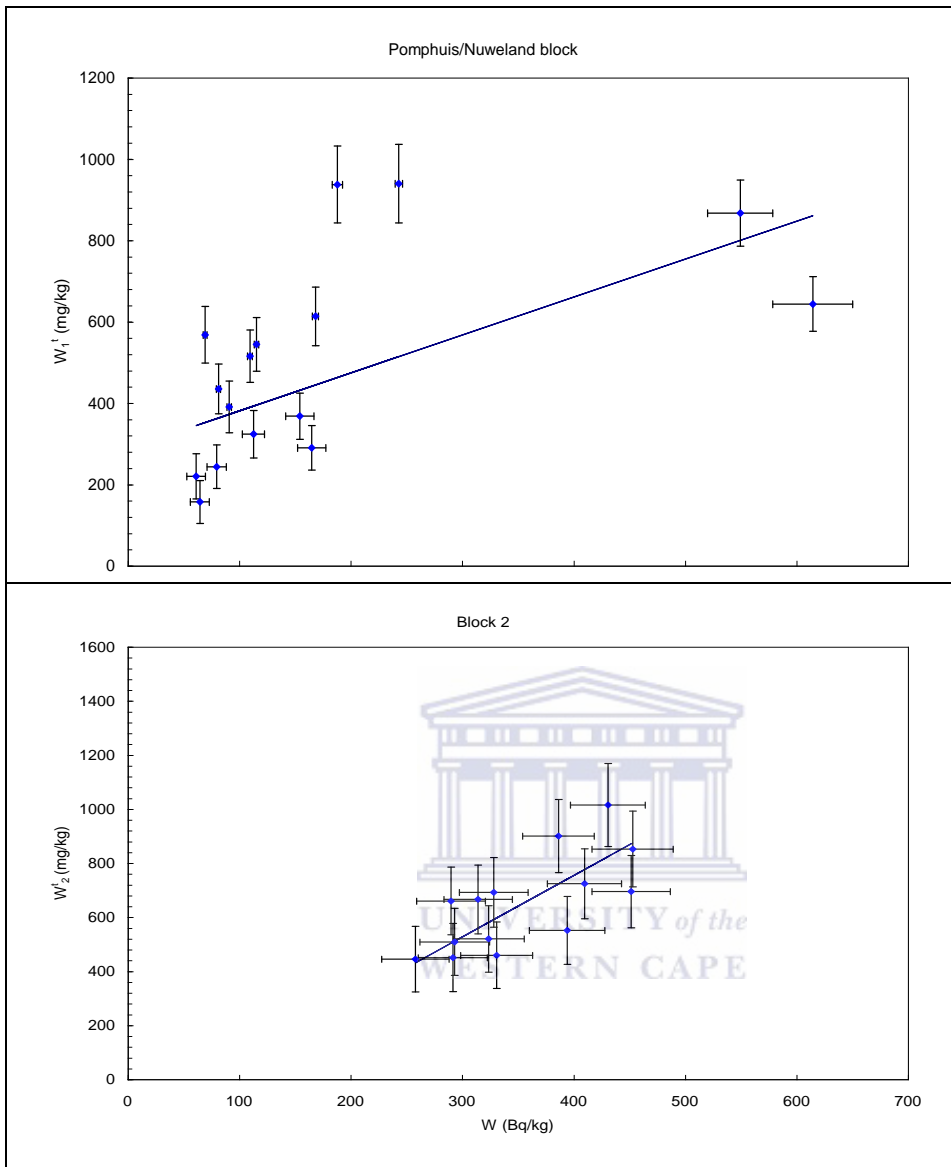 Pomphuis/Nuweland block
1200
1000
800
600
400
200
0
W₁ᵗ (mg/kg)
Block 2
1600
1400
1200
1000
800
600
400
200
0
Wᵗ₂ (mg/kg)
UNIVERSITY of the
WESTERN CAPE
0 100 200 300 400 500 600 700
W (Bq/kg)